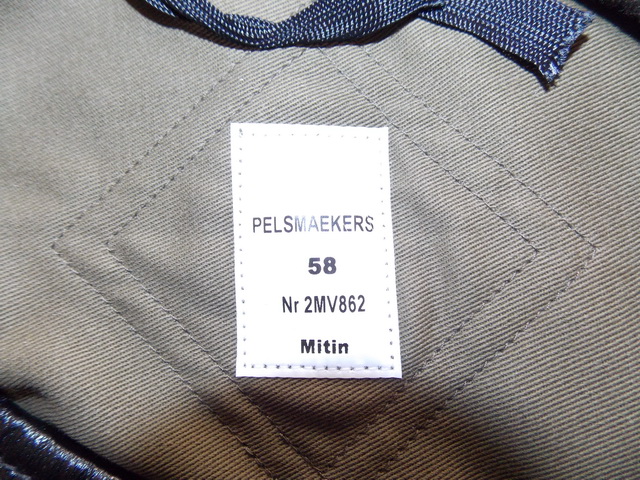 PELSMAEKERS
58
Nr 2MV862
Mitin